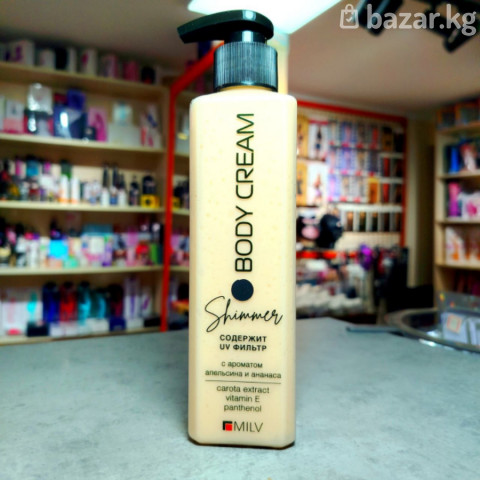 bazar.kg
BODY CREAM
Shimmer
СОДЕРЖИТ
UV ФИЛЬТР
с ароматом
апельсина и ананаса
carota extract
vitamin E
panthenol
MILV